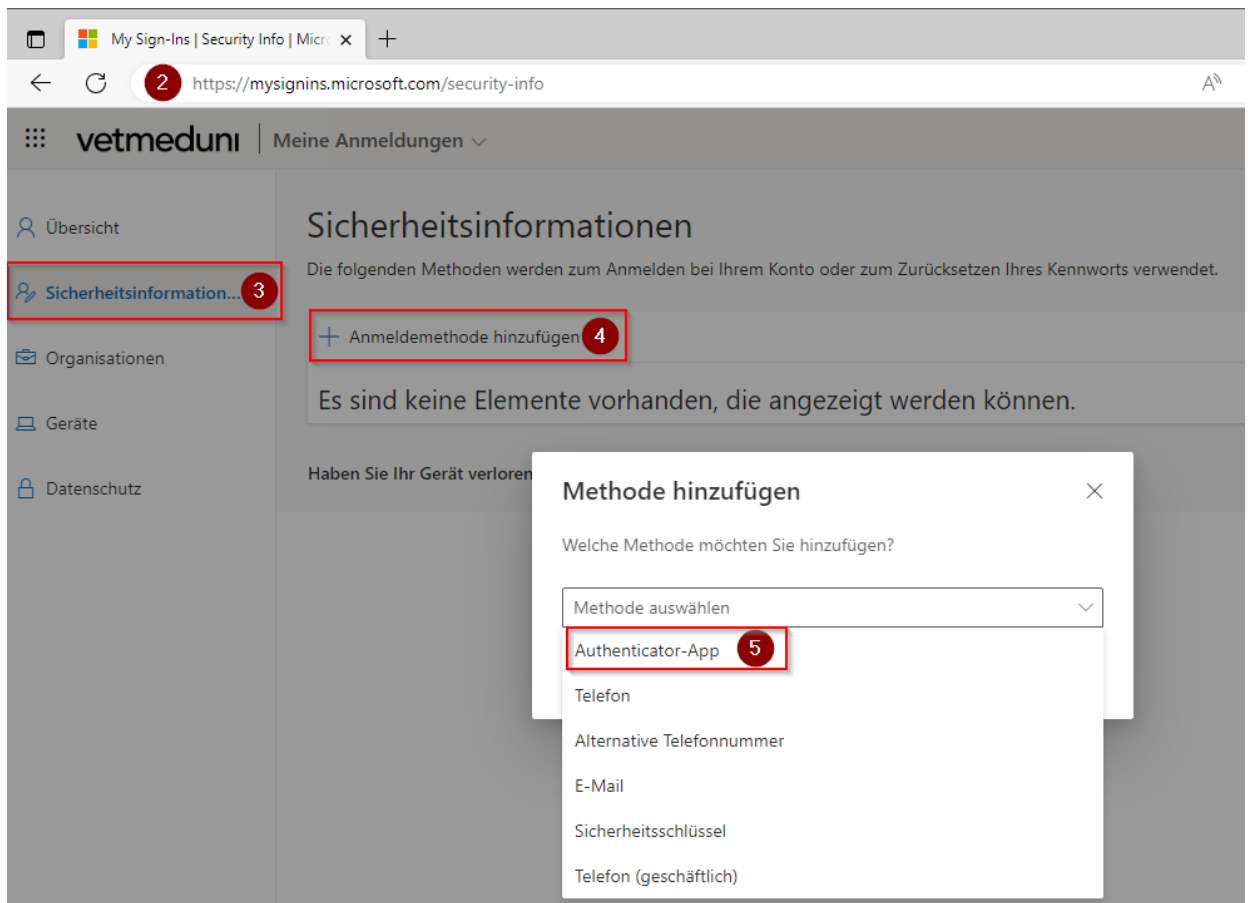 My Sign-Ins | Security Info | Micr
2 https://mysignins.microsoft.com/security-info
vetmeduni | Meine Anmeldungen
Übersicht
Sicherheitsinformation... 3
Organisationen
Geräte
Datenschutz
Sicherheitsinformationen
Die folgenden Methoden werden zum Anmelden bei Ihrem Konto oder zum Zurücksetzen Ihres Kennworts verwendet.
+ Anmeldemethode hinzufügen 4
Es sind keine Elemente vorhanden, die angezeigt werden können.
Haben Sie Ihr Gerät verloren
Methode hinzufügen
Welche Methode möchten Sie hinzufügen?
Methode auswählen
Authenticator-App 5
Telefon
Alternative Telefonnummer
E-Mail
Sicherheitsschlüssel
Telefon (geschäftlich)